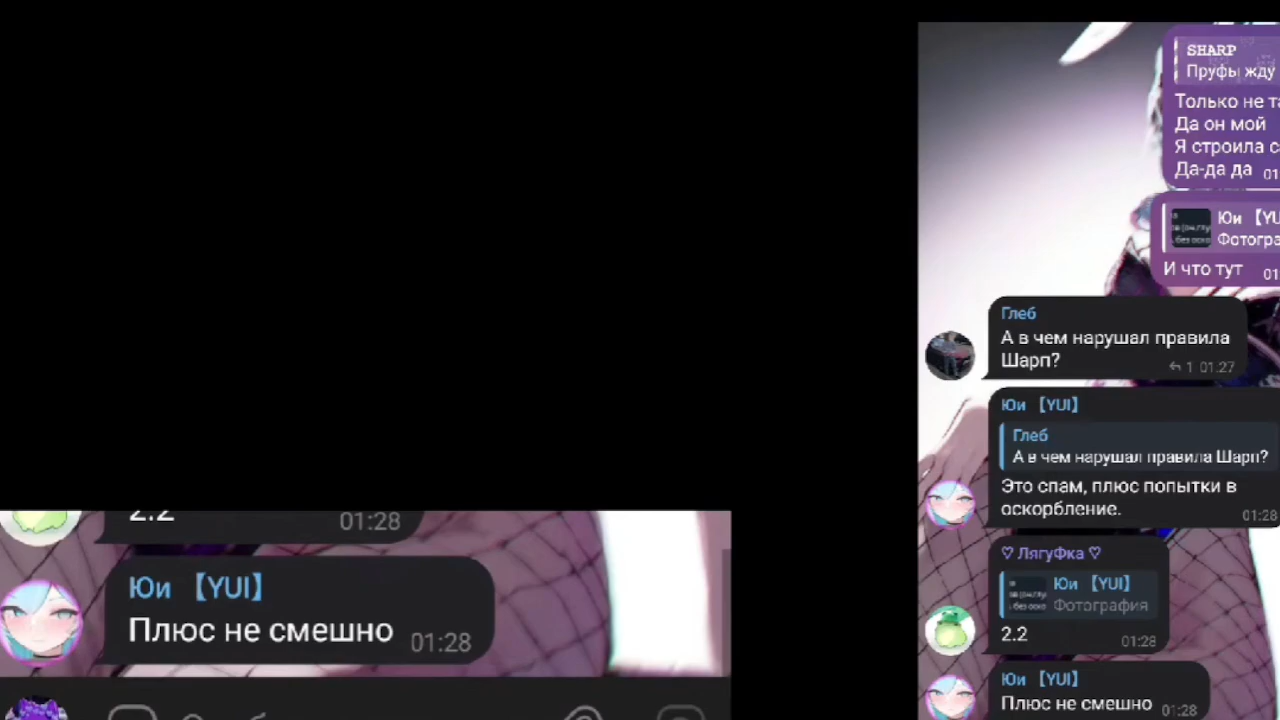 2.2
01:28
Юи 【YUI】
Плюс не смешно 01:28
SHARP
Пруфы жду
Только не
Да он мой
Я строила
Да-да да
Юи
И что тут
Глеб
А в чем нарушал правила
Шарп?
1 01:27
Юи 【YUI】
Глеб
А в чем нарушал правила Шарп?
Это спам, плюс попытки в
оскорбление.
01:28
♡ ЛягуФка ♡
Юи 【YUI】
Фотография
2.2
01:28
Юи 【YUI】
Плюс не смешно 01:28